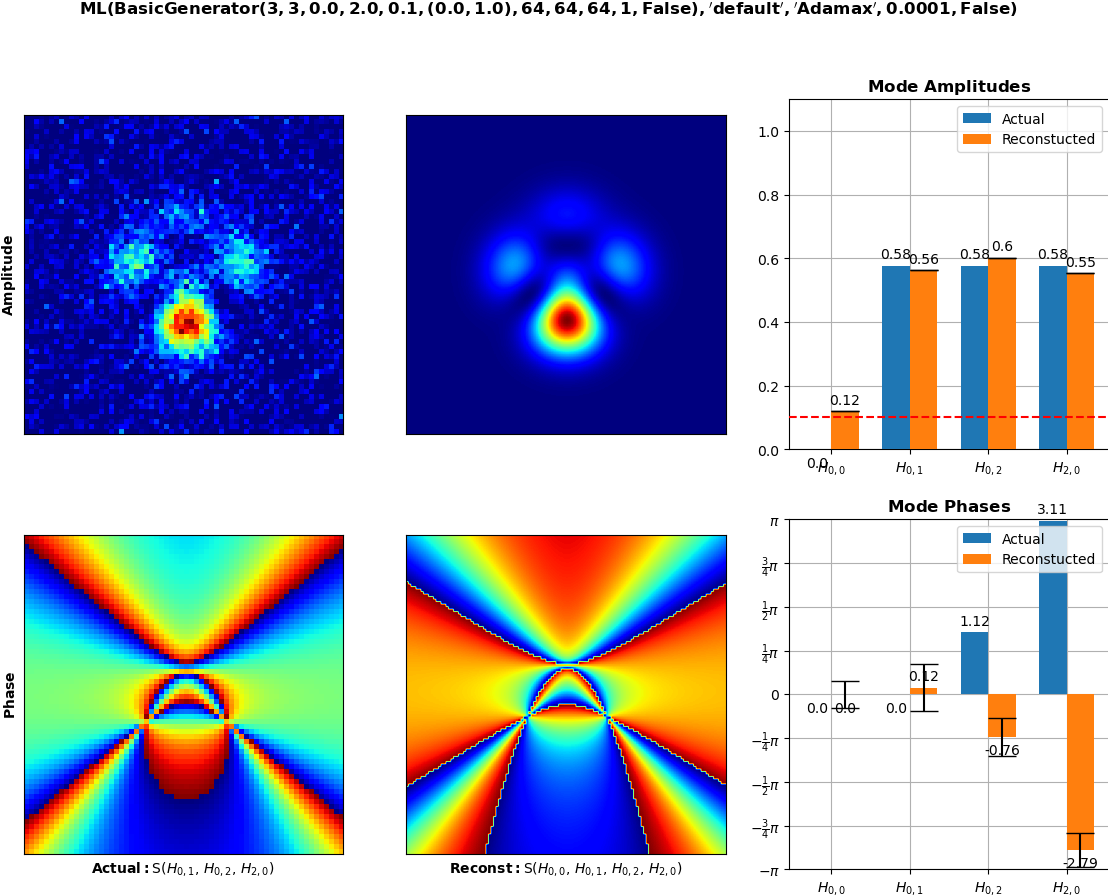 ML(BasicGenerator(3, 3, 0.0, 2.0, 0.1, (0.0, 1.0), 64, 64, 64, 1, False), 'default', 'Adamax', 0.0001, False)
Amplitude
Mode Amplitudes
Actual
Reconstucted
1.0
0.8
0.6
0.4
0.2
0.0
0.0
0.12
0.58
0.56
0.58
0.6
0.58
0.55
H0,0
H0,1
H0,2
H2,0
Phase
Actual: S(H0,1, H0,2, H2,0)
Reconst: S(H0,0, H0,1, H0,2, H2,0)
Mode Phases
Actual
Reconstucted
π
3/4π
1/2π
1/4π
0
−1/4π
−1/2π
−3/4π
−π
0.0
0.0
0.0
0.12
1.12
-0.76
3.11
-2.79
H0,0
H0,1
H0,2
H2,0